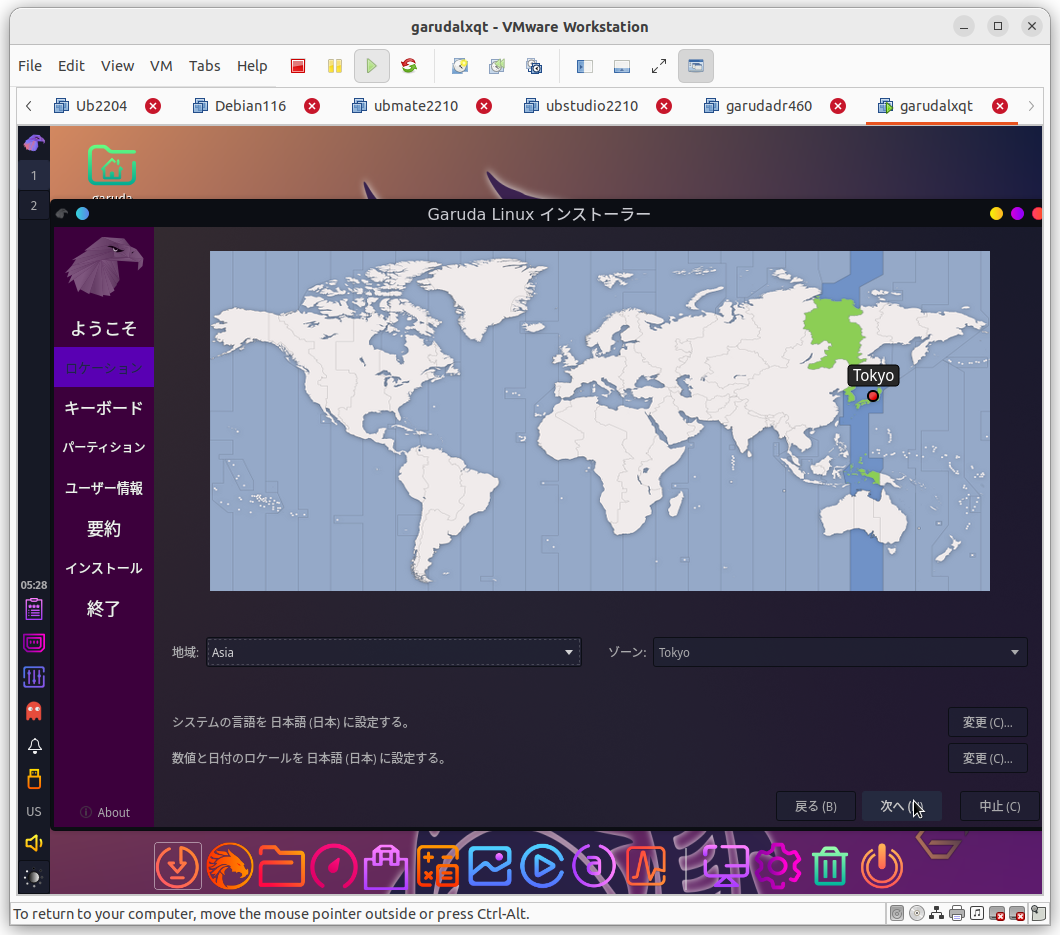 garudalxqt - VMware Workstation
File Edit View VM Tabs Help
Ub2204 Debian116 ubmate2210 ubstudio2210 garudadr460 garudalxqt
1
2
garuda
Garuda Linux インストーラー
ようこそ
ロケーション
キーボード
パーティション
ユーザー情報
要約
インストール
終了
Tokyo
05:28
地域: Asia ゾーン: Tokyo
システムの言語を 日本語 (日本) に設定する。 変更 (C)...
数値と日付のロケールを 日本語 (日本) に設定する。 変更 (C)...
US
About
戻る (B) 次へ 中止 (C)
To return to your computer, move the mouse pointer outside or press Ctrl-Alt.